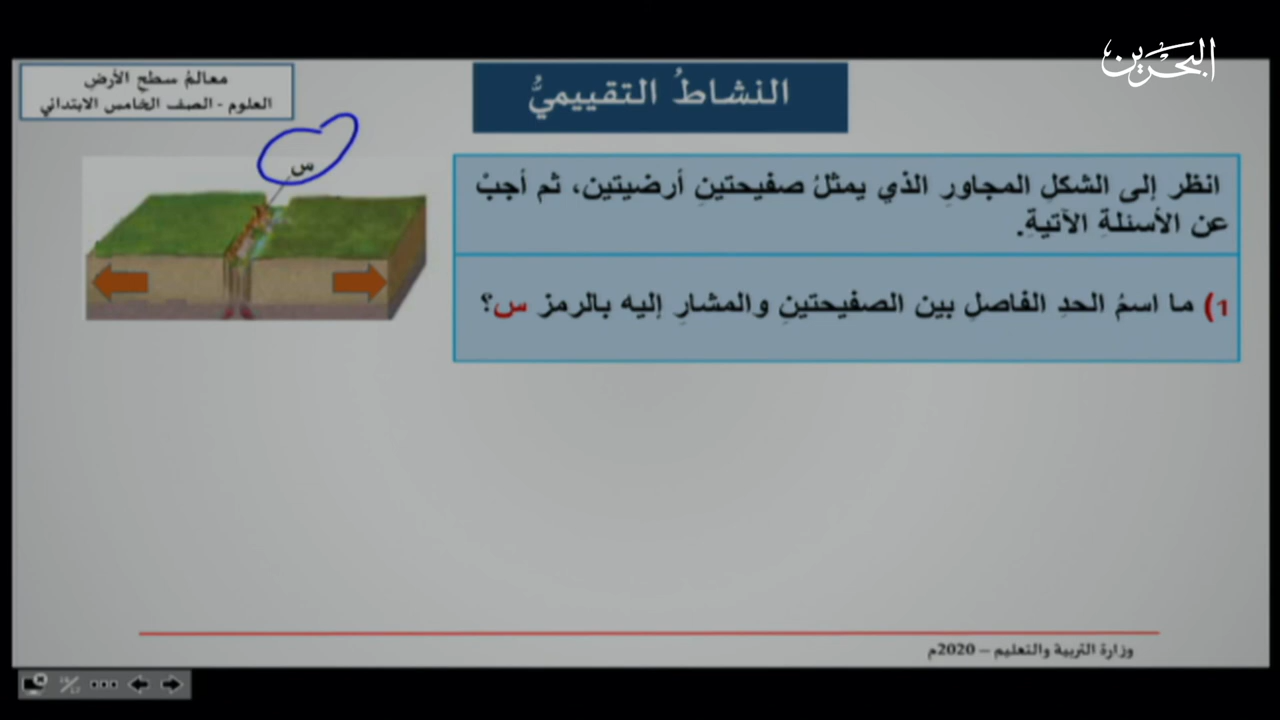 البحرين
معالمُ سطحِ الأرضِ
العلوم - الصف الخامس الابتدائي
النشاطُ التقييميُّ
س
انظر إلى الشكلِ المجاورِ الذي يمثلُ صفيحتينِ أرضيتينِ، ثم أجبْ
عن الأسئلةِ الآتيةِ.
1) ما اسمُ الحدِ الفاصلِ بين الصفيحتينِ والمشارِ إليه بالرمز س؟
وزارة التربية والتعليم – 2020م